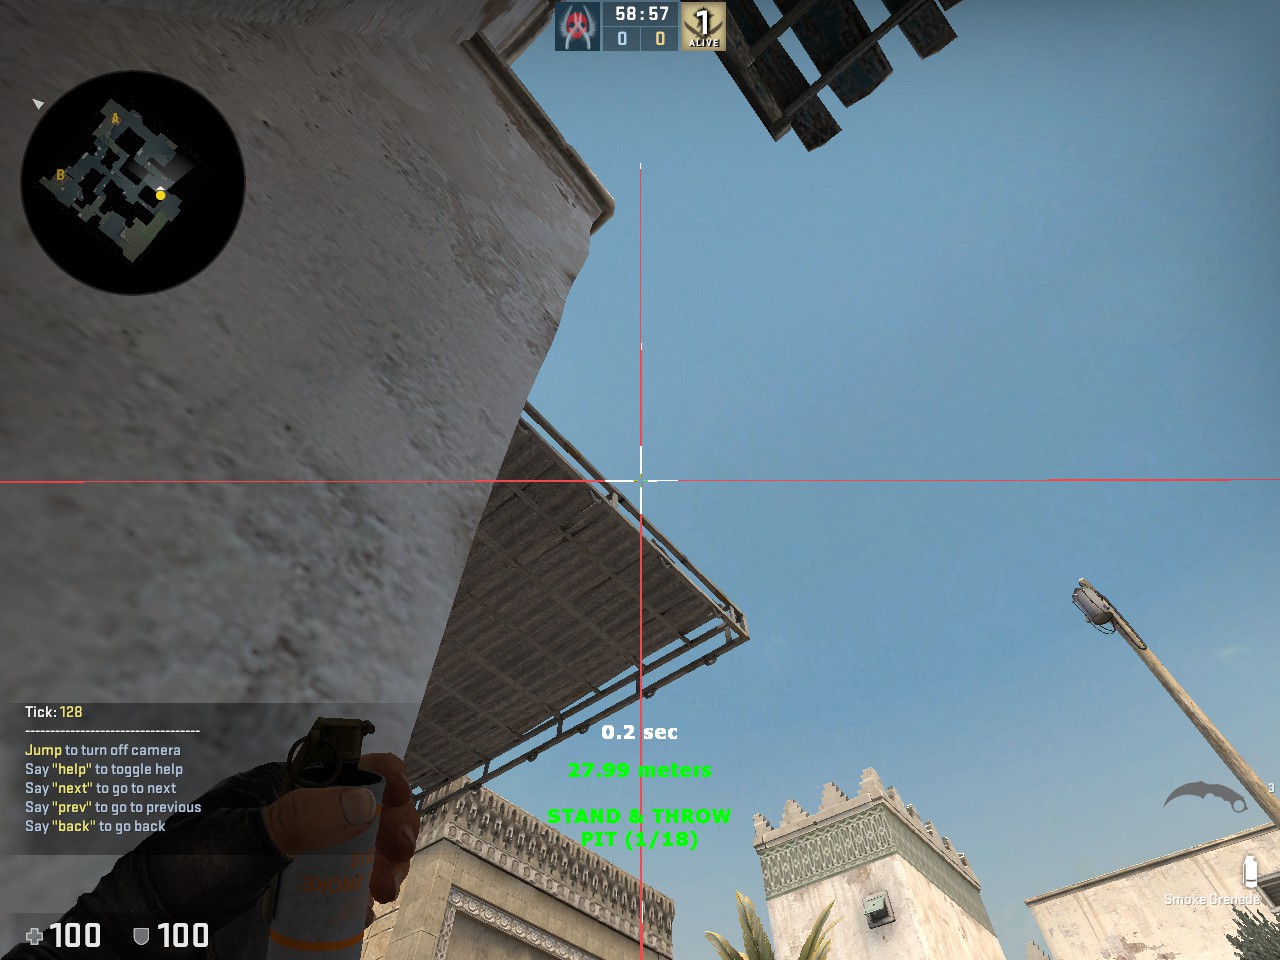 58:57
0 0
1
ALIVE
A
B
Tick: 128
----------------------------------
Jump to turn off camera
Say "help" to toggle help
Say "next" to go to next
Say "prev" to go to previous
Say "back" to go back
0.2 sec
27.99 meters
STAND & THROW
PIT (1/18)
3
Smoke Grenade
100 100